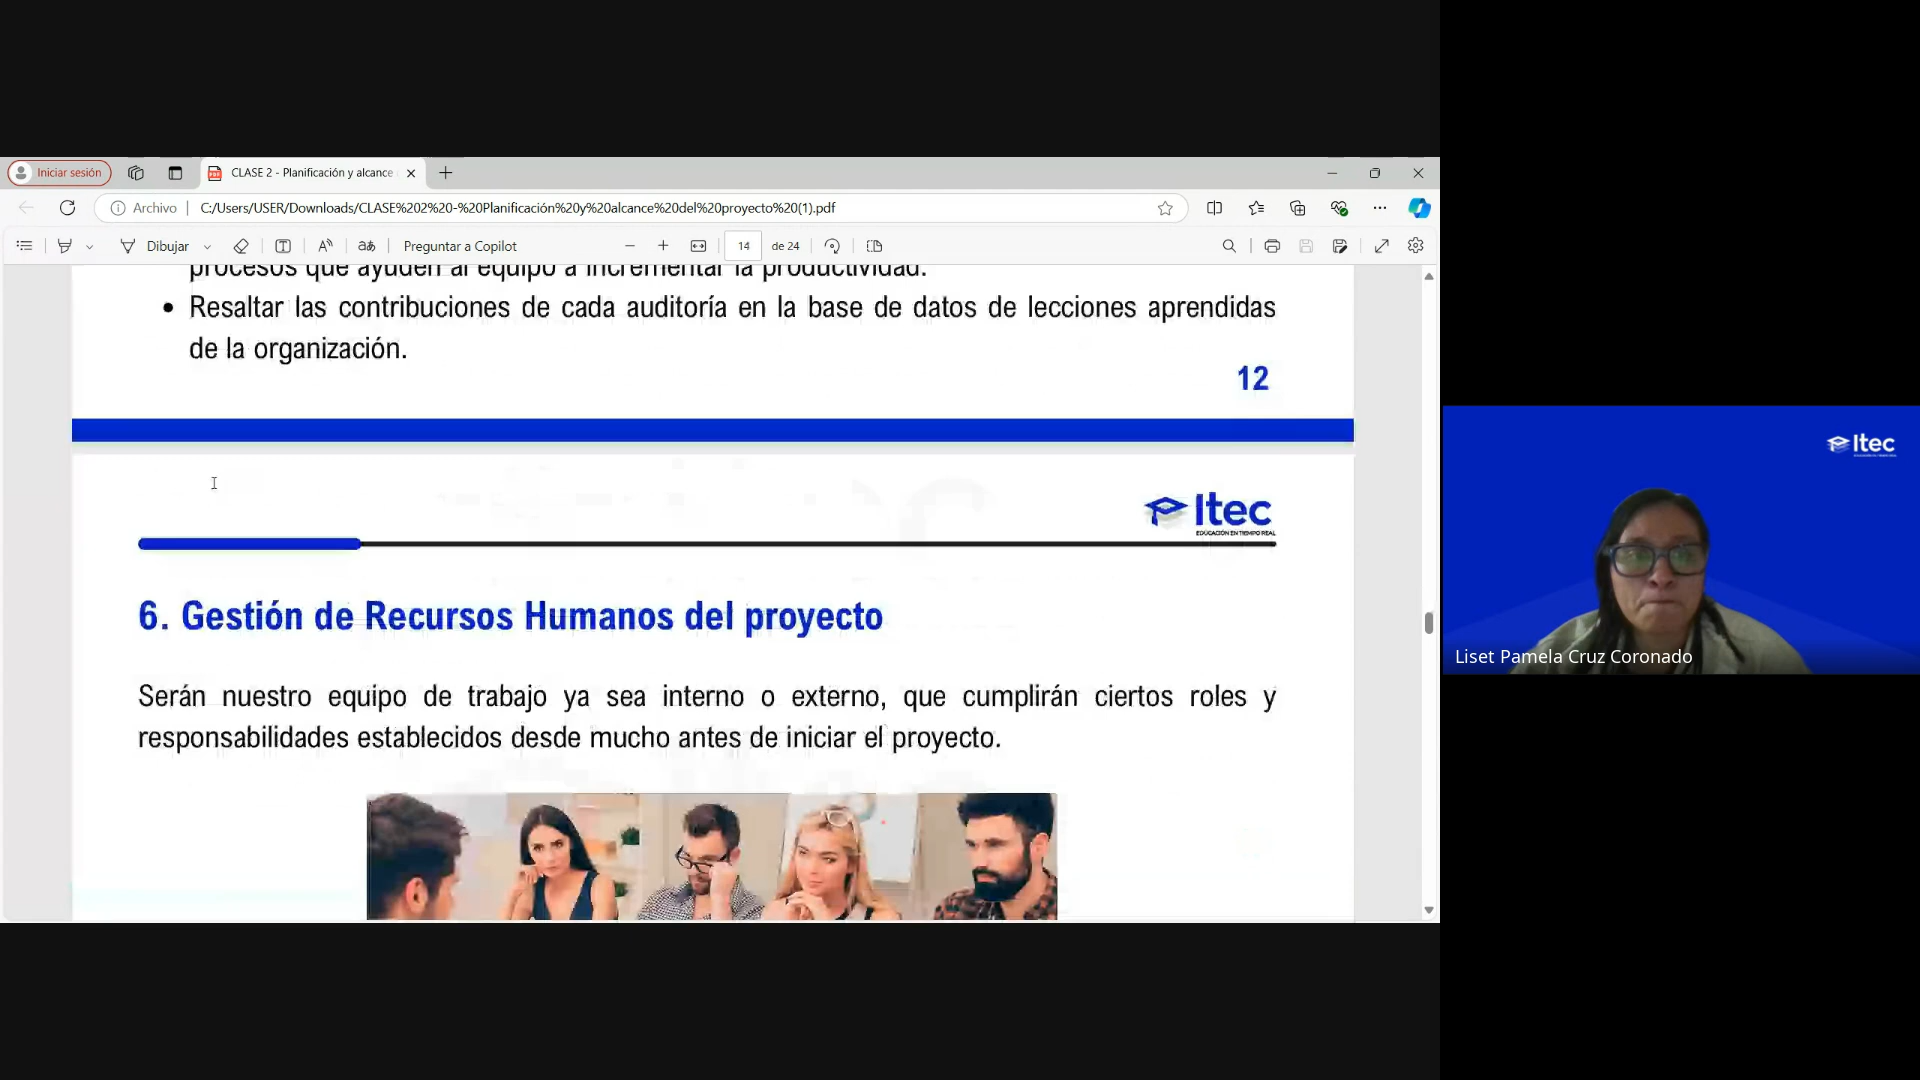 Iniciar sesión
CLASE 2 - Planificación y alcance
Archivo
C:/Users/USER/Downloads/CLASE%202%20-%20Planificación%20y%20alcance%20del%20proyecto%20(1).pdf
Dibujar
Preguntar a Copilot
14 de 24
procesos que ayuden al equipo a incrementar la productividad.
• Resaltar las contribuciones de cada auditoría en la base de datos de lecciones aprendidas
de la organización.
12
Itec
EDUCACIÓN EN TIEMPO REAL
6. Gestión de Recursos Humanos del proyecto
Serán nuestro equipo de trabajo ya sea interno o externo, que cumplirán ciertos roles y
responsabilidades establecidos desde mucho antes de iniciar el proyecto.
Itec
Liset Pamela Cruz Coronado